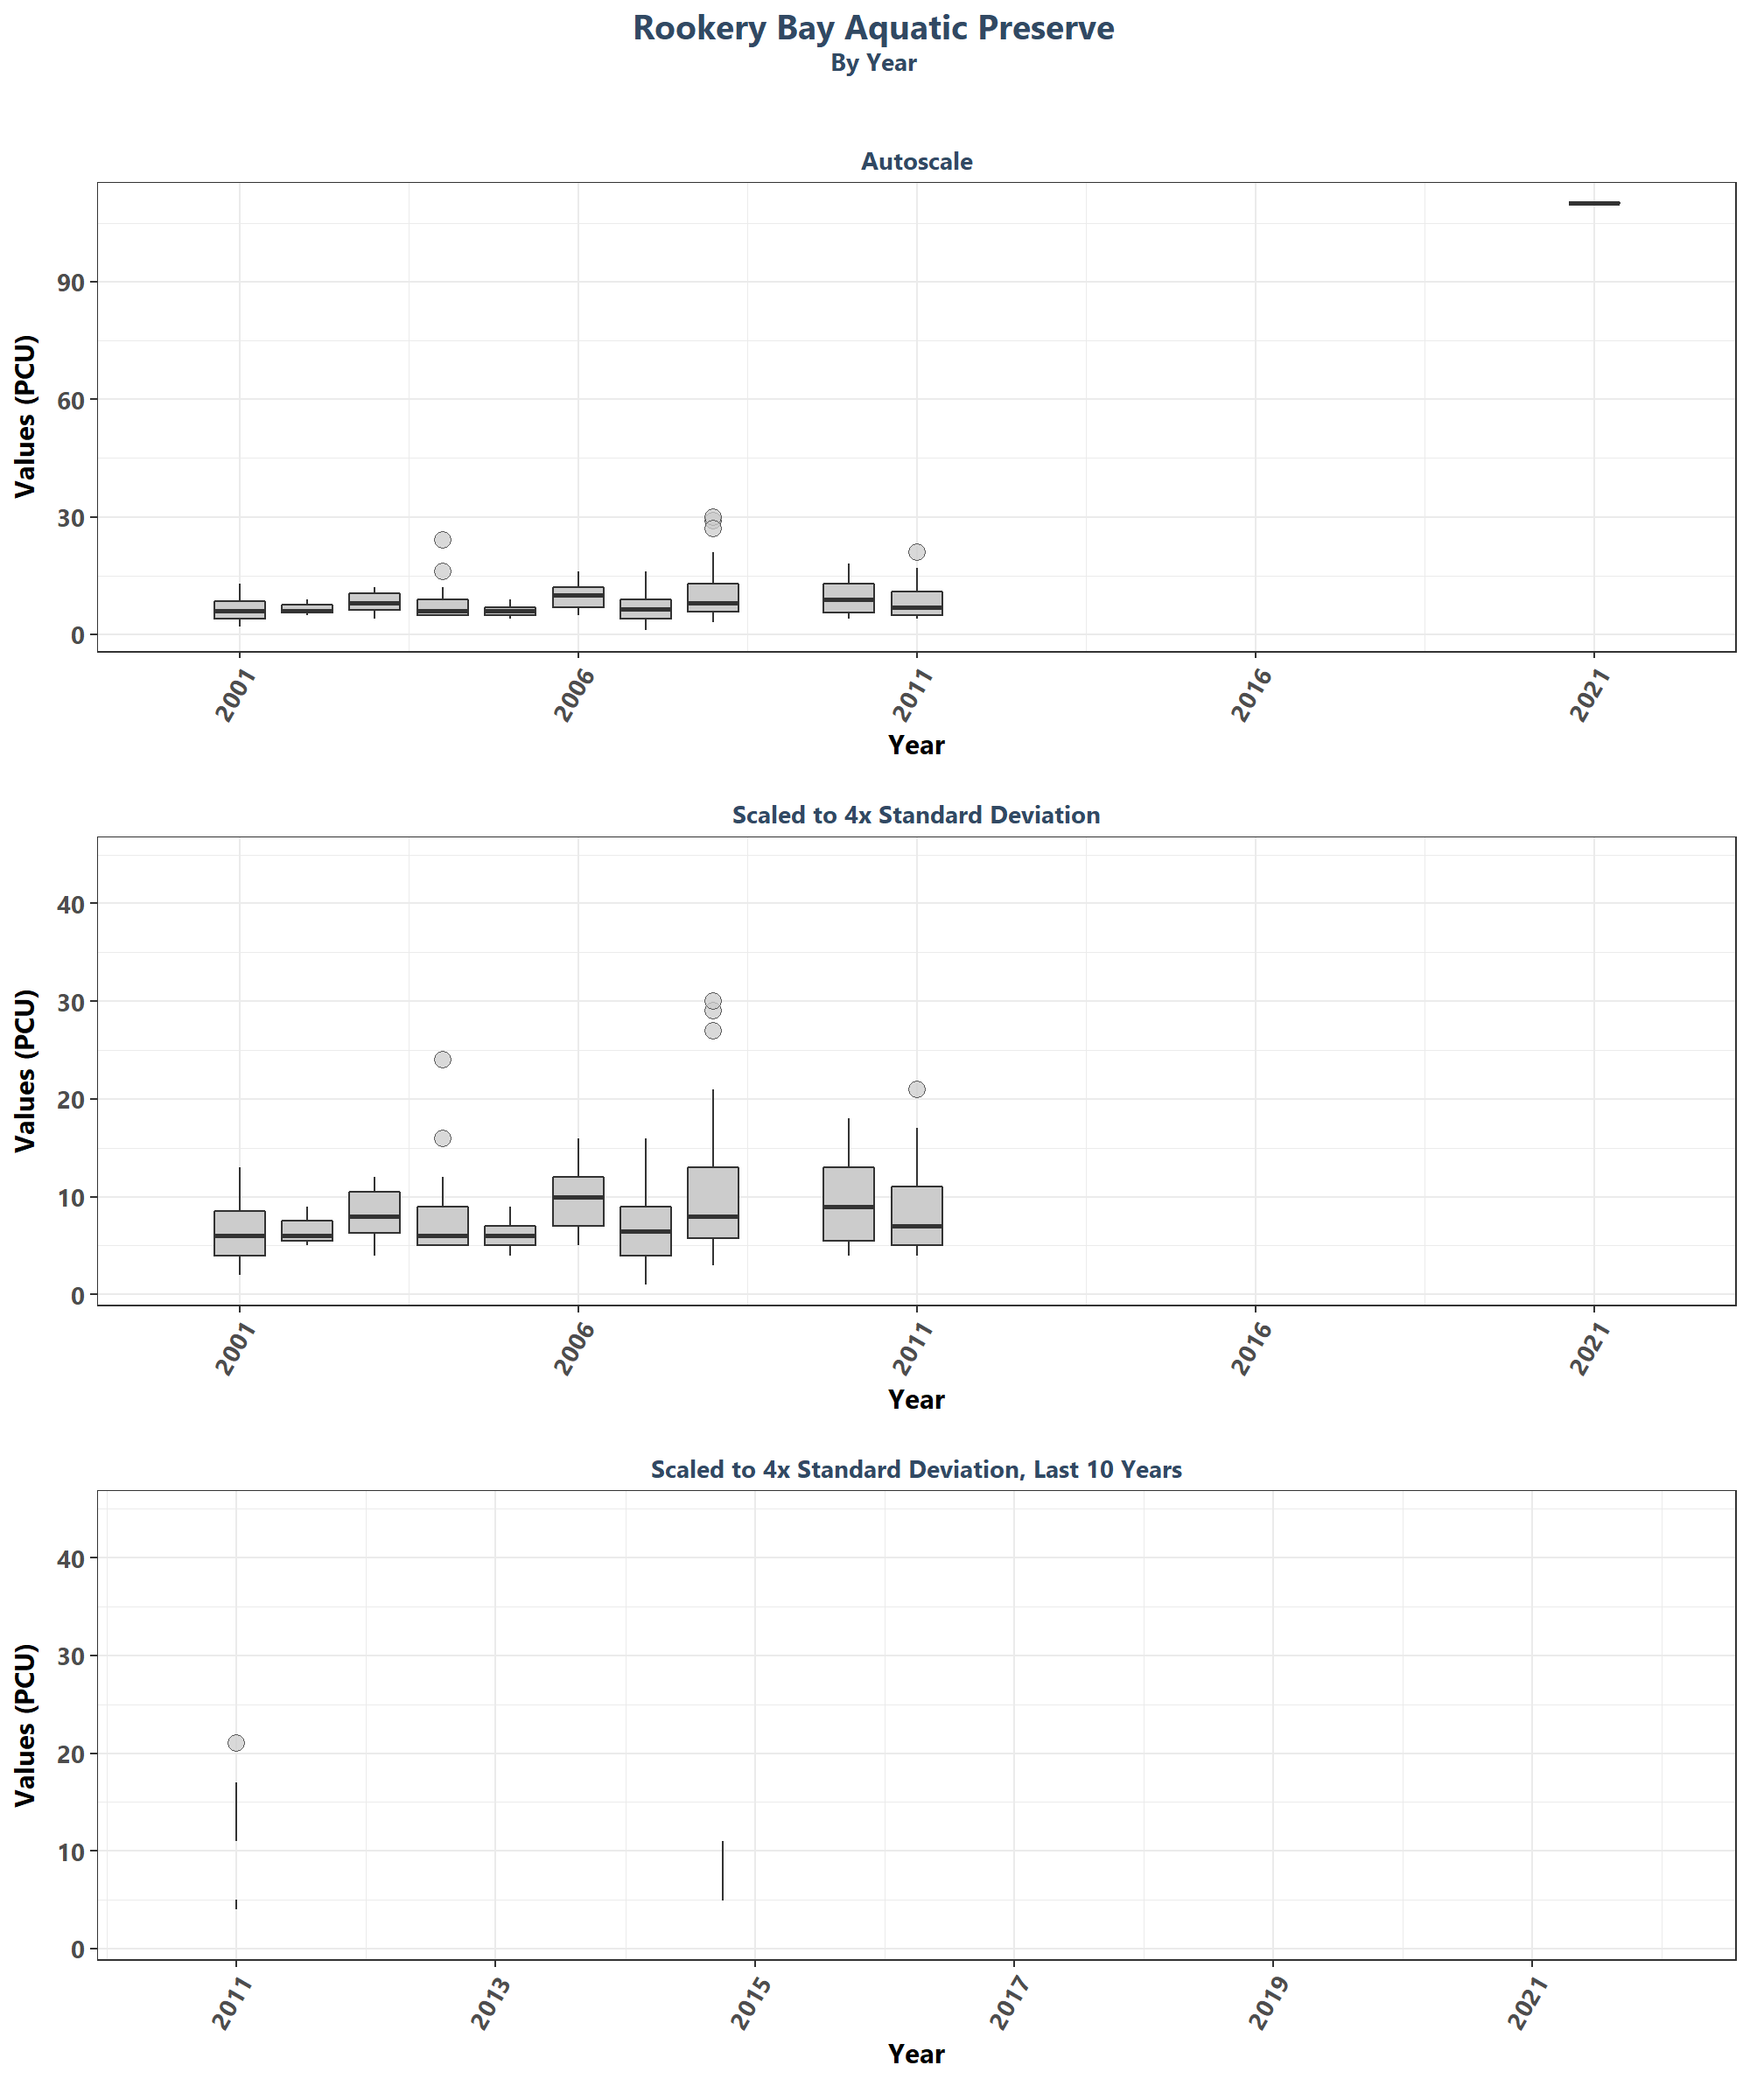 Rookery Bay Aquatic Preserve
By Year
Autoscale
Values (PCU)
90
60
30
0
2001 2006 2011 2016 2021
Year
Scaled to 4x Standard Deviation
Values (PCU)
40
30
20
10
0
2001 2006 2011 2016 2021
Year
Scaled to 4x Standard Deviation, Last 10 Years
Values (PCU)
40
30
20
10
0
2011 2013 2015 2017 2019 2021
Year